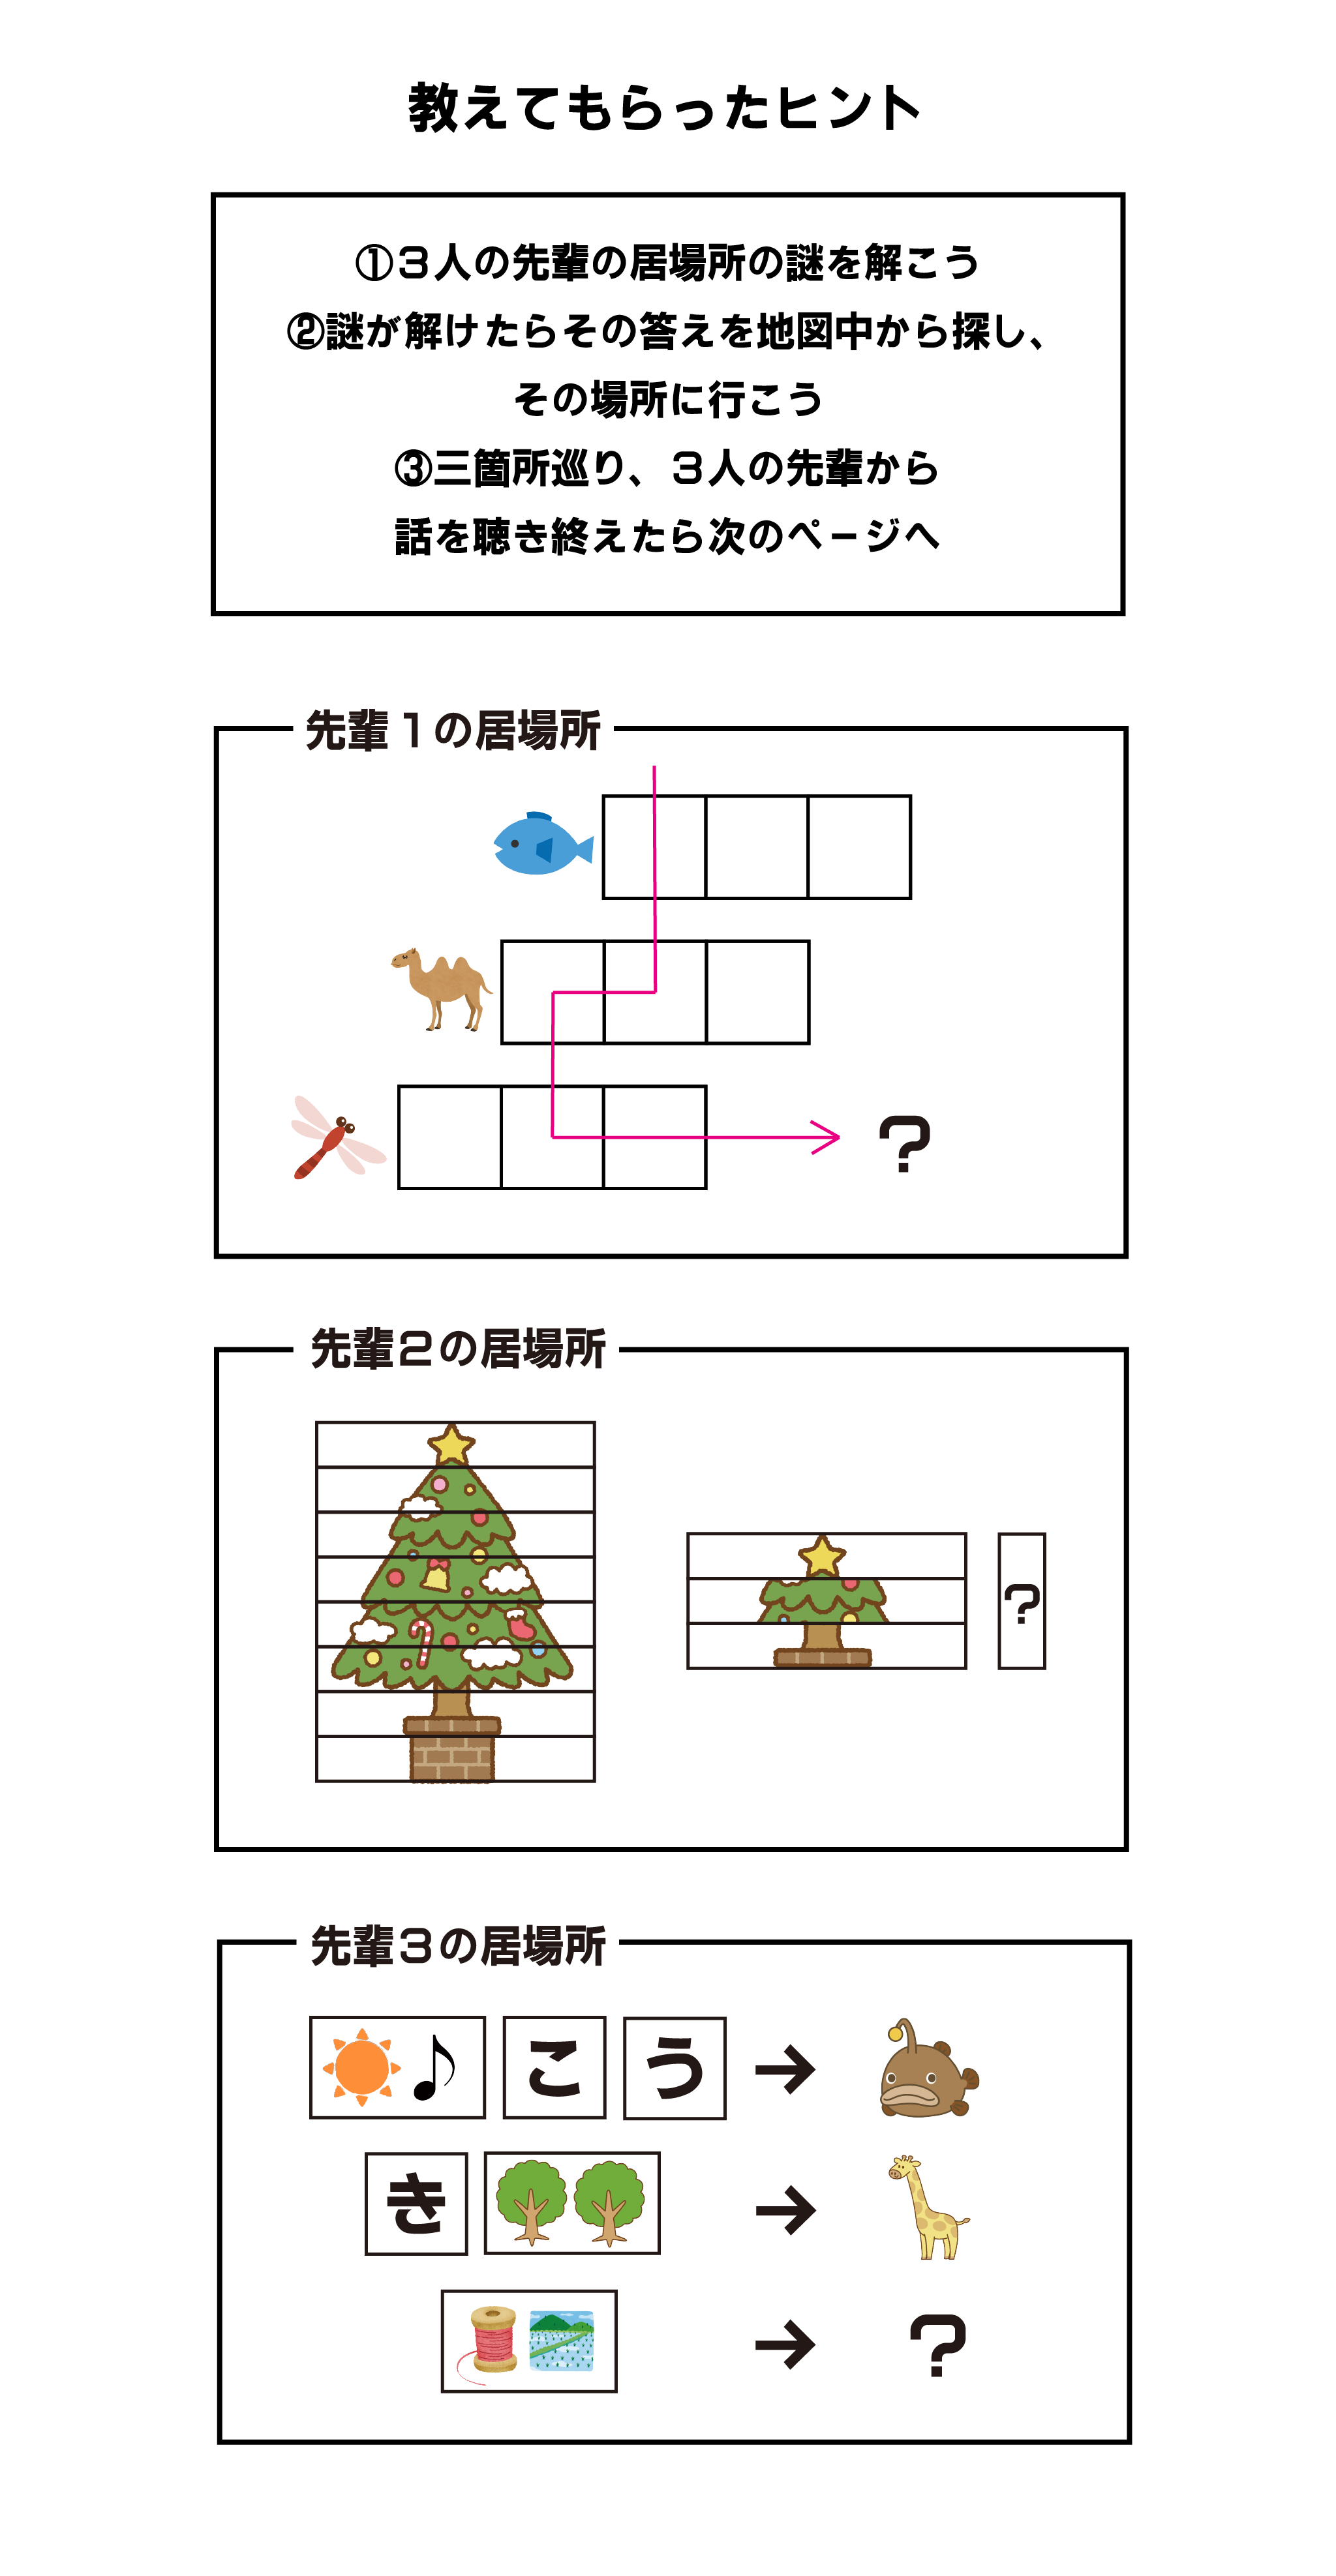 教えてもらったヒント
①３人の先輩の居場所の謎を解こう
②謎が解けたらその答えを地図中から探し、
その場所に行こう
③三箇所巡り、３人の先輩から
話を聴き終えたら次のページへ
先輩１の居場所
?
先輩２の居場所
?
先輩３の居場所
こ う
き
?